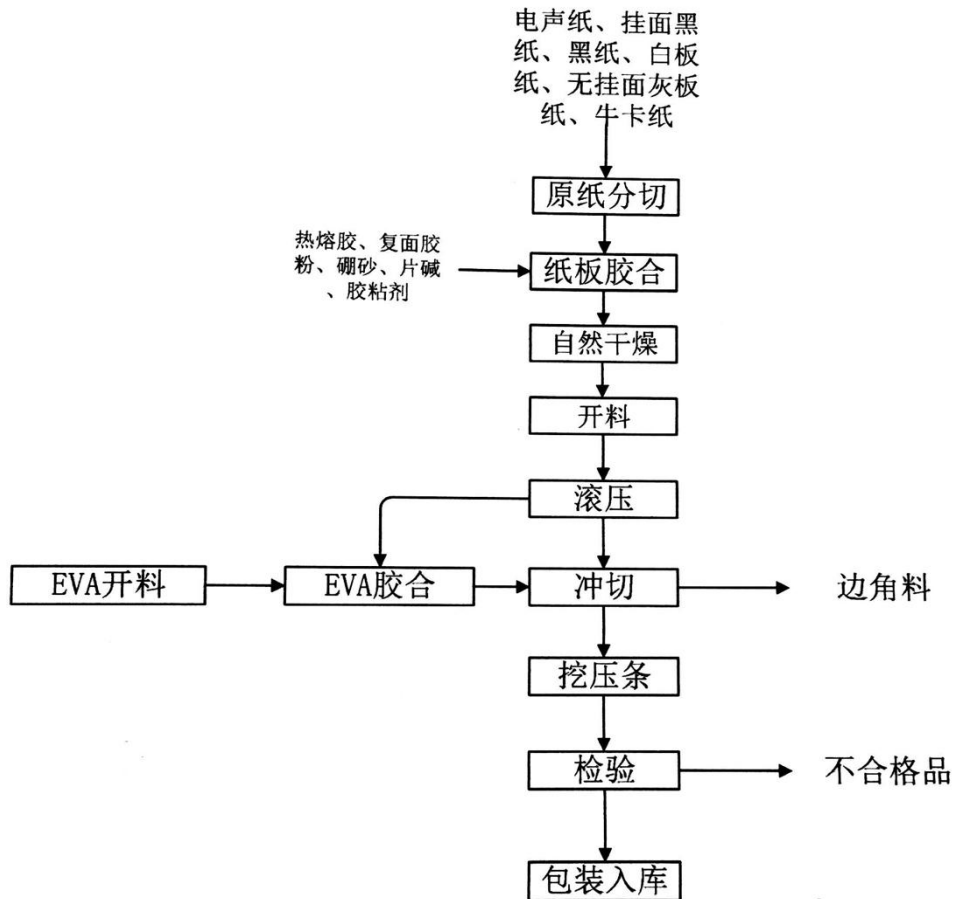 电声纸、挂面黑
纸、黑纸、白板
纸、无挂面灰板
纸、牛卡纸
原纸分切
热熔胶、复面胶
粉、硼砂、片碱
、胶粘剂
纸板胶合
自然干燥
开料
滚压
EVA开料
EVA胶合
冲切
边角料
挖压条
检验
不合格品
包装入库